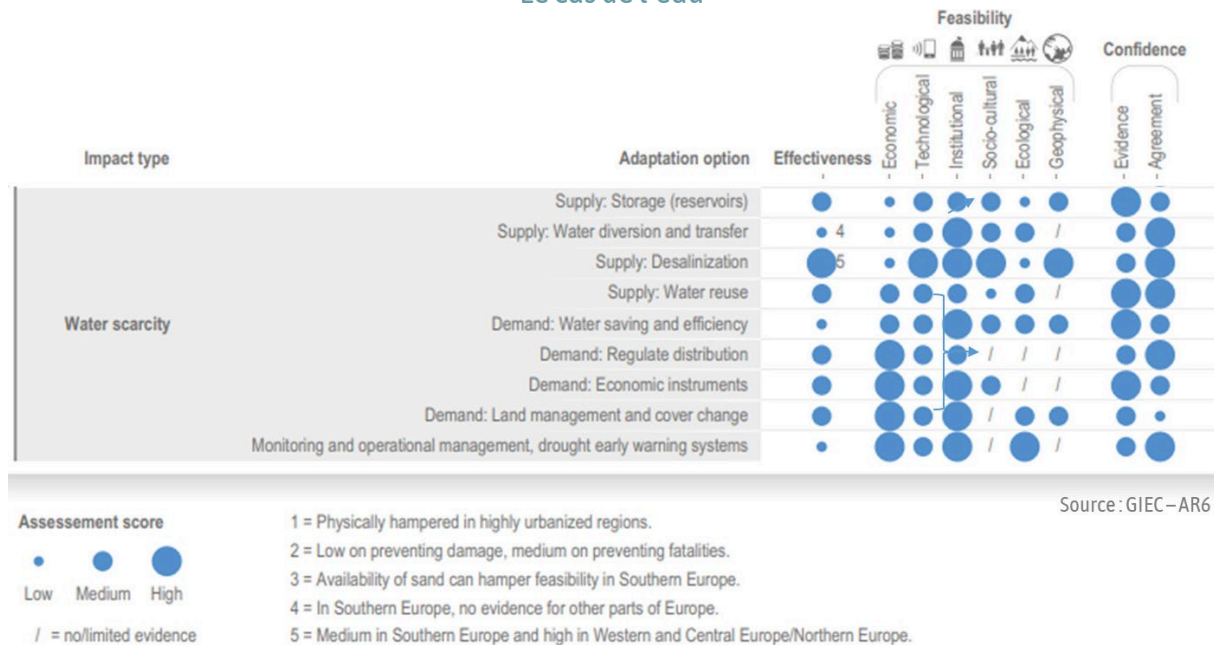 Le cas de l'eau
Feasibility
Confidence
Impact type
Adaptation option
Effectiveness
Economic
Technological
Institutional
Socio-cultural
Ecological
Geophysical
Evidence
Agreement
Water scarcity
Supply: Storage (reservoirs)
Supply: Water diversion and transfer / 4
Supply: Desalinization 5
Supply: Water reuse /
Demand: Water saving and efficiency
Demand: Regulate distribution / / /
Demand: Economic instruments / /
Demand: Land management and cover change /
Monitoring and operational management, drought early warning systems / /
Source : GIEC – AR6
Assessement score
Low Medium High
/ = no/limited evidence
1 = Physically hampered in highly urbanized regions.
2 = Low on preventing damage, medium on preventing fatalities.
3 = Availability of sand can hamper feasibility in Southern Europe.
4 = In Southern Europe, no evidence for other parts of Europe.
5 = Medium in Southern Europe and high in Western and Central Europe/Northern Europe.